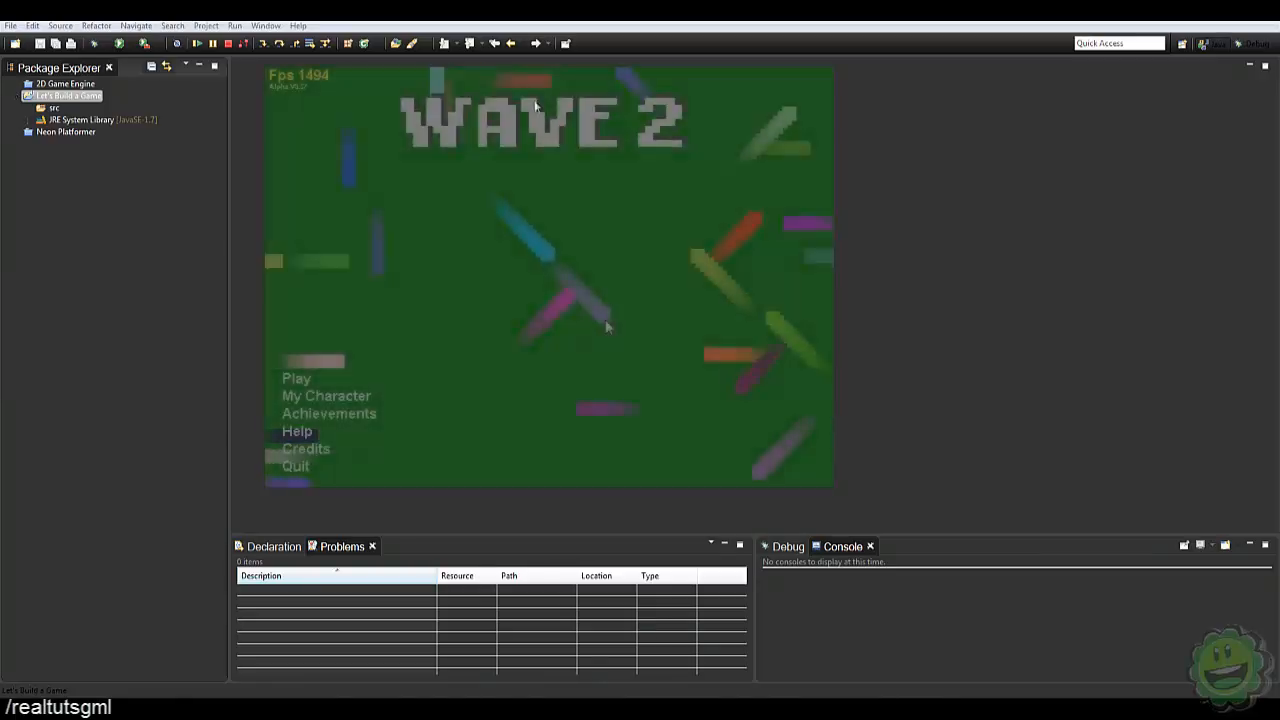 File Edit Source Refactor Navigate Search Project Run Window Help
Quick Access
Java
Debug
Package Explorer
2D Game Engine
Let's Build a Game
src
JRE System Library [JavaSE-1.7]
Neon Platformer
Fps 1494
WAVE 2
Play
My Character
Achievements
Help
Credits
Quit
Declaration Problems
0 items
Description Resource Path Location Type
Debug Console
No consoles to display at this time.
Let's Build a Game
/realtutsgml